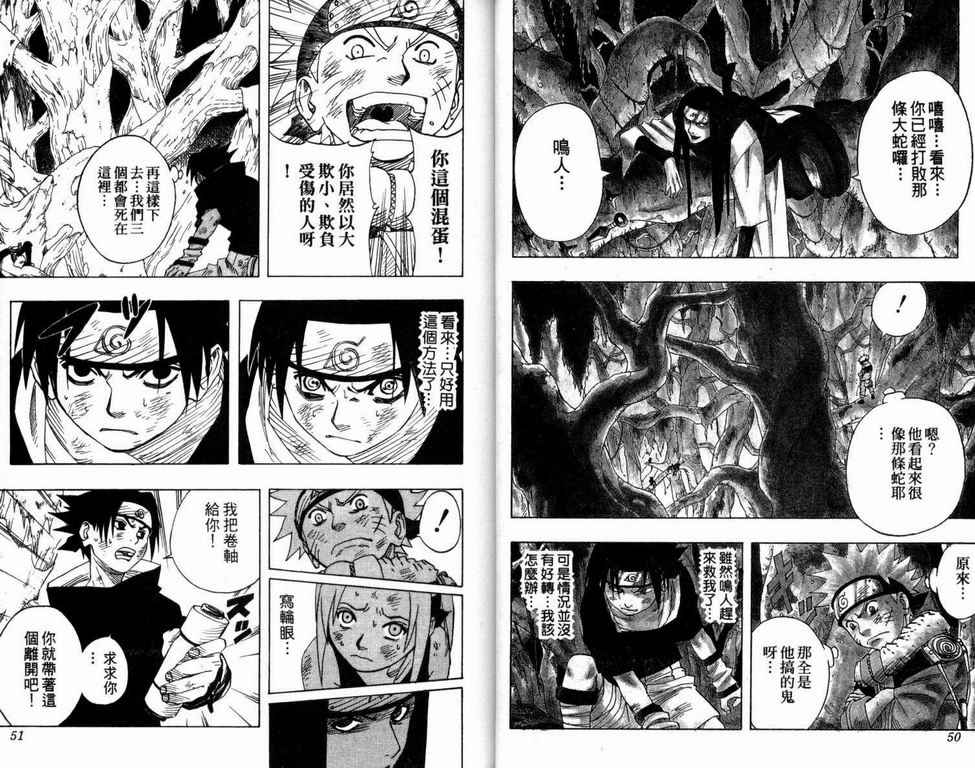 嘻嘻…看來…
你已經打敗那
條大蛇囉…
鳴
人
…
！
嗯？
他看起來很
像那條蛇耶
…
原來…
那全是
他搞的鬼
呀…
雖然鳴人趕
來救我了…
可是情況並沒
有好轉…我該
怎麼辦…
50
你這個混蛋！
你居然以大
欺小、欺負
受傷的人呀
！
再這樣下
去…我們三
個都會死在
這裡…
看來…只好用
這個方法了…
！
寫輪眼…
我把卷軸
給你！
求求你
…
你就帶著這
個離開吧！
51